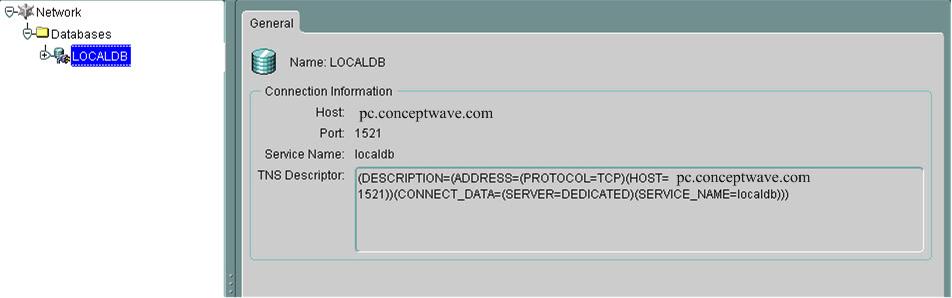 Network
Databases
LOCALDB
General
Name: LOCALDB
Connection Information
Host: pc.conceptwave.com
Port: 1521
Service Name: localdb
TNS Descriptor: (DESCRIPTION=(ADDRESS=(PROTOCOL=TCP)(HOST= pc.conceptwave.com
1521))(CONNECT_DATA=(SERVER=DEDICATED)(SERVICE_NAME=localdb)))